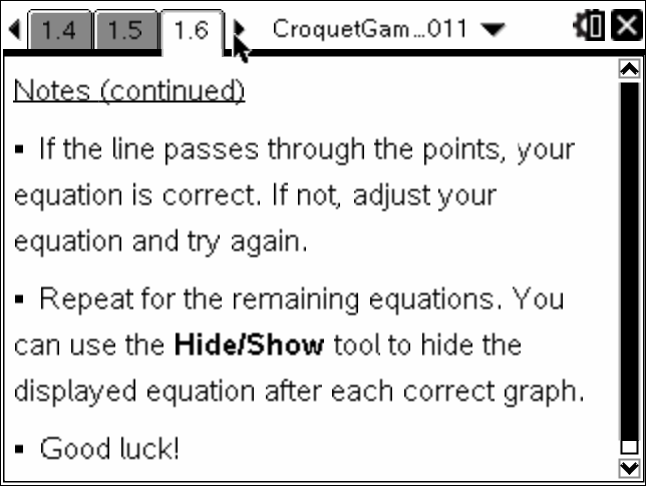 1.4 1.5 1.6 CroquetGam...011
Notes (continued)
▪ If the line passes through the points, your
equation is correct. If not, adjust your
equation and try again.
▪ Repeat for the remaining equations. You
can use the Hide/Show tool to hide the
displayed equation after each correct graph.
▪ Good luck!